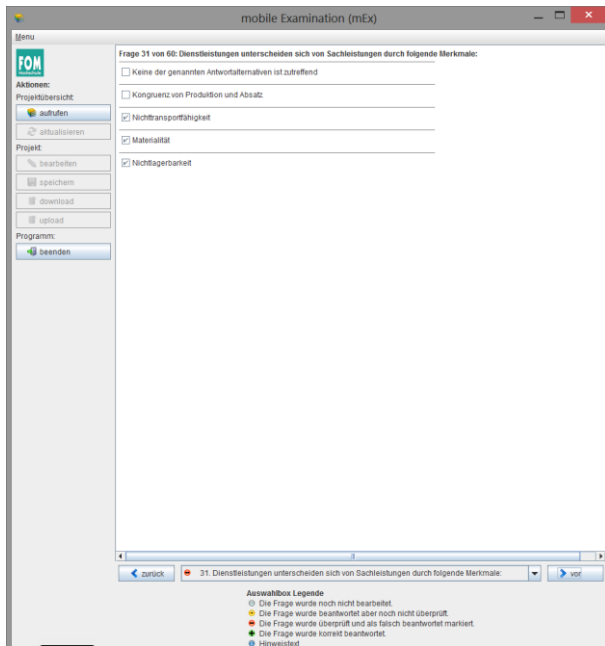 mobile Examination (mEx)
Menu
FOM
Hochschule
Aktionen:
Projektübersicht:
aufrufen
aktualisieren
Projekt:
bearbeiten
speichern
download
upload
Programm:
beenden
Frage 31 von 60: Dienstleistungen unterscheiden sich von Sachleistungen durch folgende Merkmale:
Keine der genannten Antwortalternativen ist zutreffend
Kongruenz von Produktion und Absatz
Nichttransportfähigkeit
Materialität
Nichtlagerbarkeit
zurück
31. Dienstleistungen unterscheiden sich von Sachleistungen durch folgende Merkmale:
vor
Auswahlbox Legende
Die Frage wurde noch nicht bearbeitet.
Die Frage wurde beantwortet aber noch nicht überprüft.
Die Frage wurde überprüft und als falsch beantwortet markiert.
Die Frage wurde korrekt beantwortet.
Hinweistext